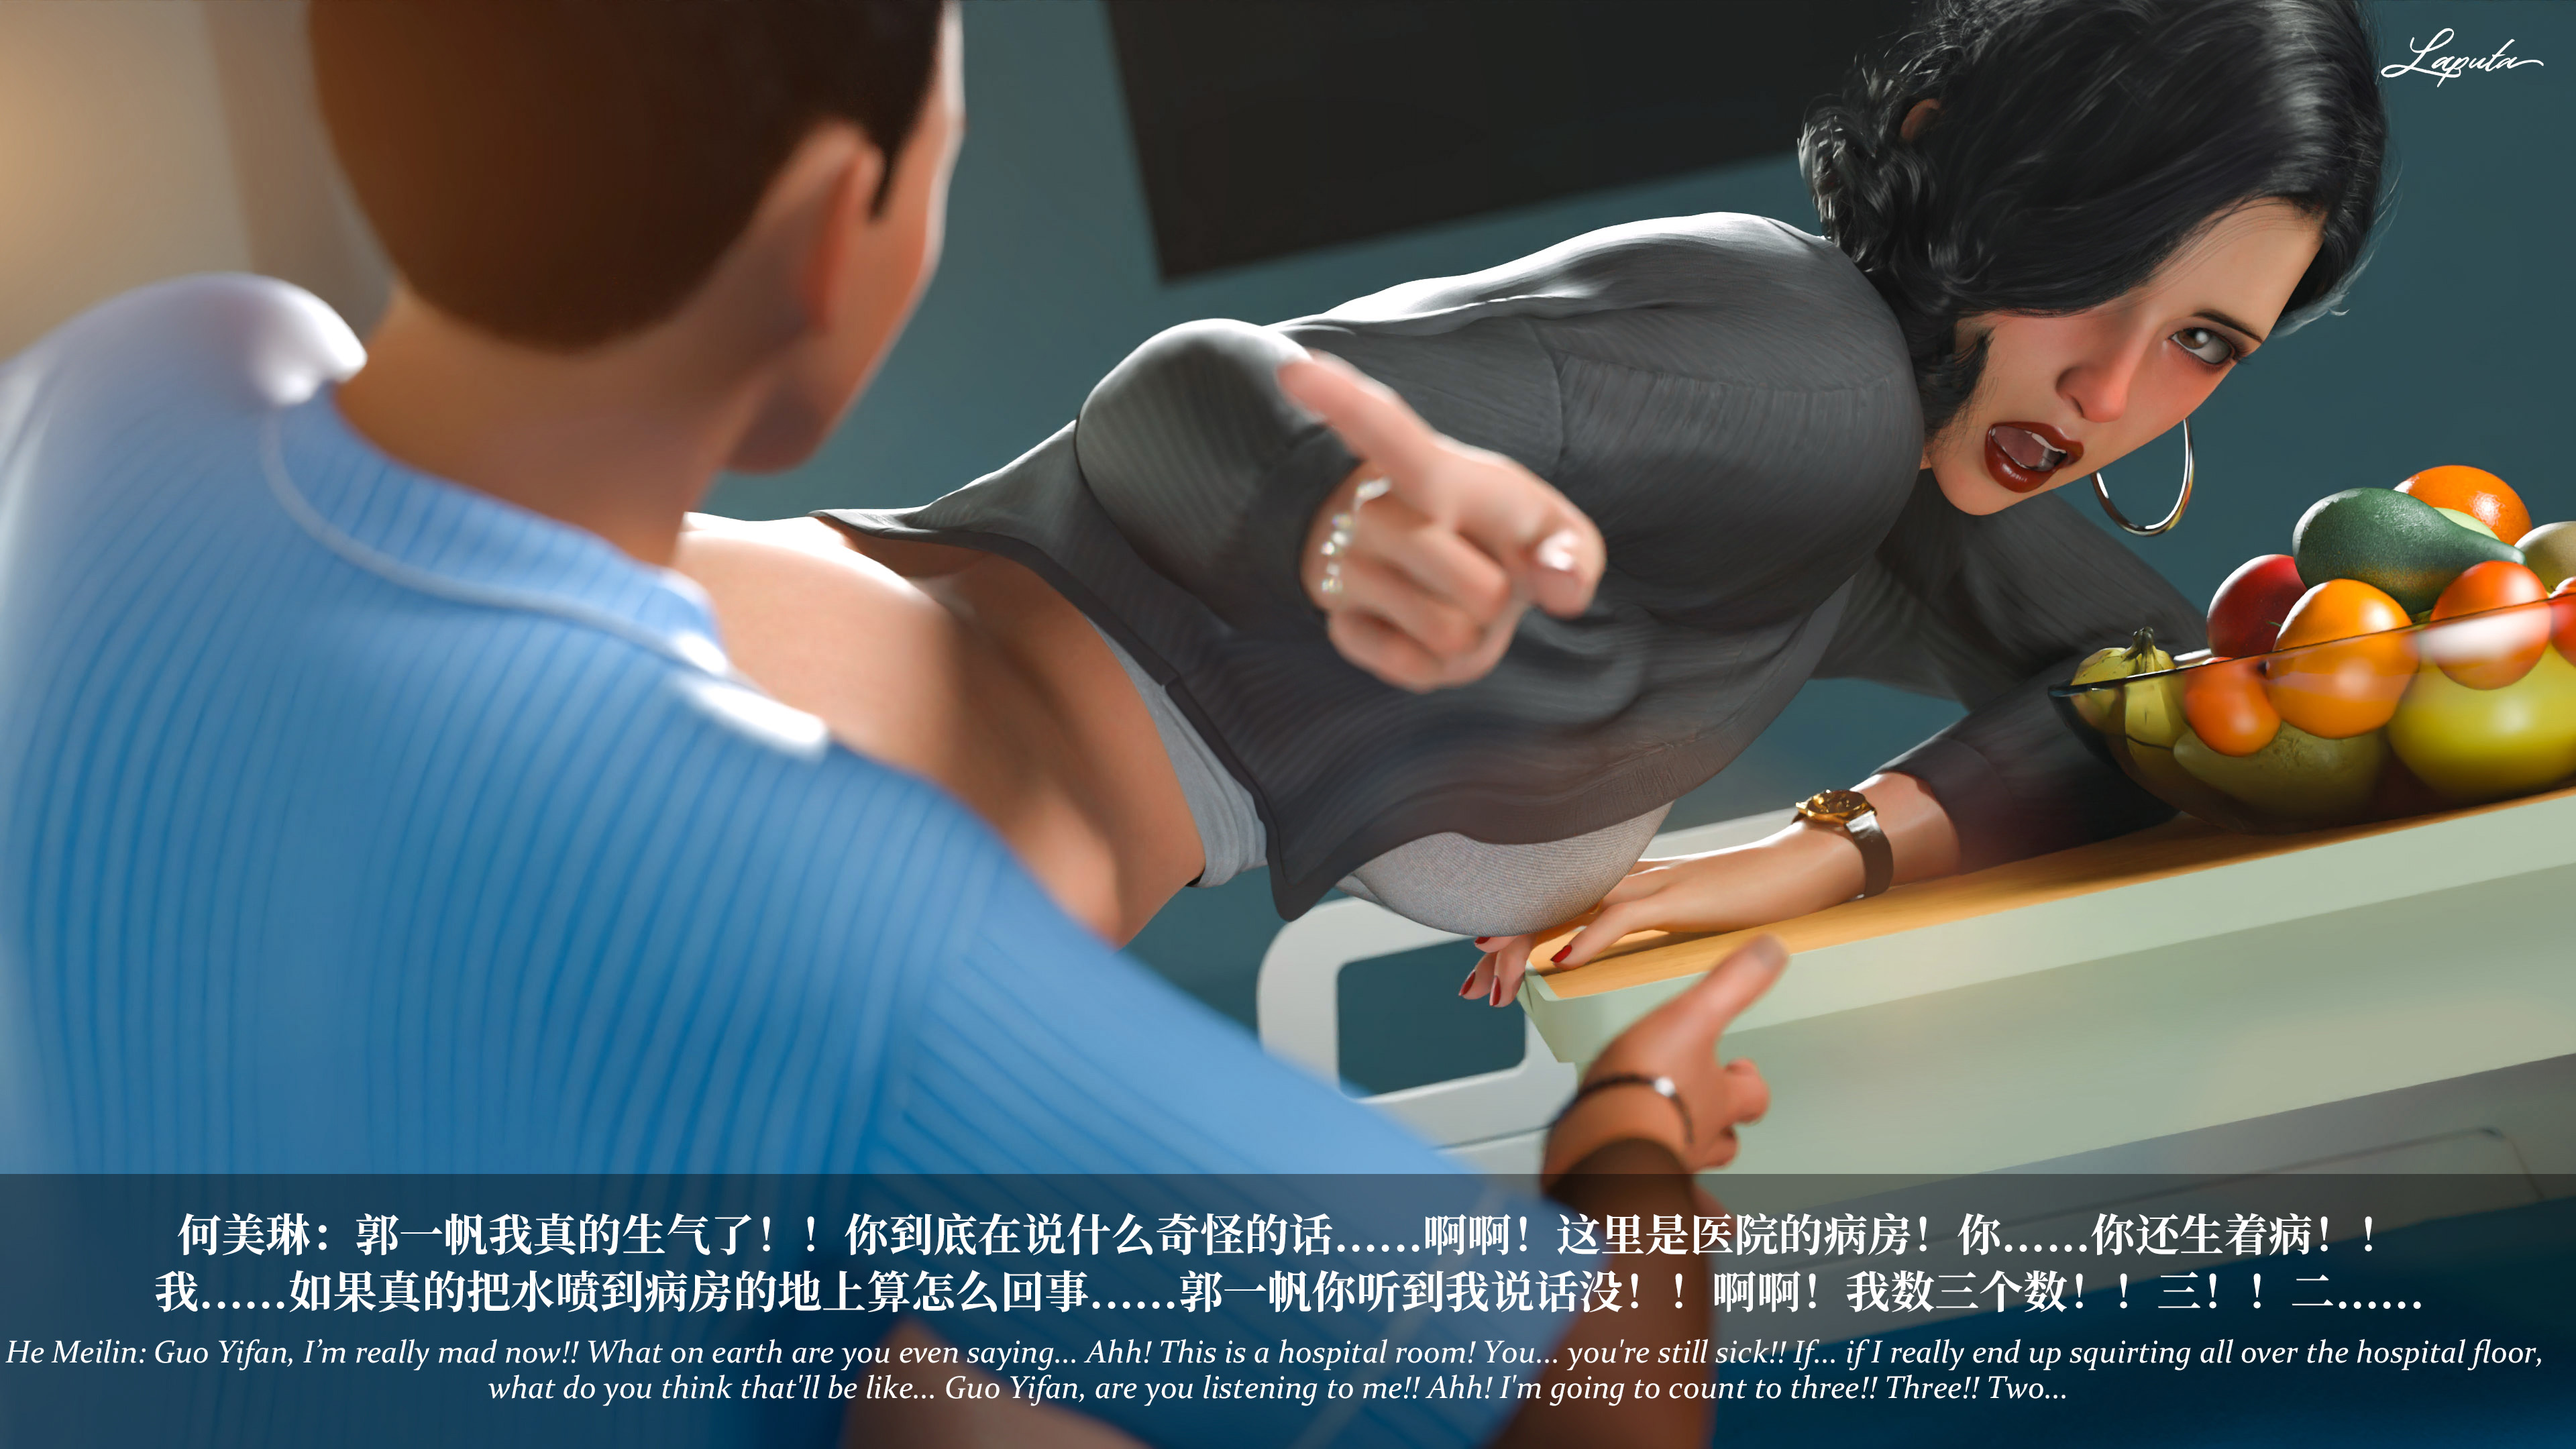 Laputa
何美琳：郭一帆我真的生气了！！你到底在说什么奇怪的话……啊啊！这里是医院的病房！你……你还生着病！！
我……如果真的把水喷到病房的地上算怎么回事……郭一帆你听到我说话没！！啊啊！我数三个数！！三！！二……
He Meilin: Guo Yifan, I’m really mad now!! What on earth are you even saying... Ahh! This is a hospital room! You... you're still sick!! If... if I really end up squirting all over the hospital floor,
what do you think that'll be like... Guo Yifan, are you listening to me!! Ahh! I'm going to count to three!! Three!! Two...